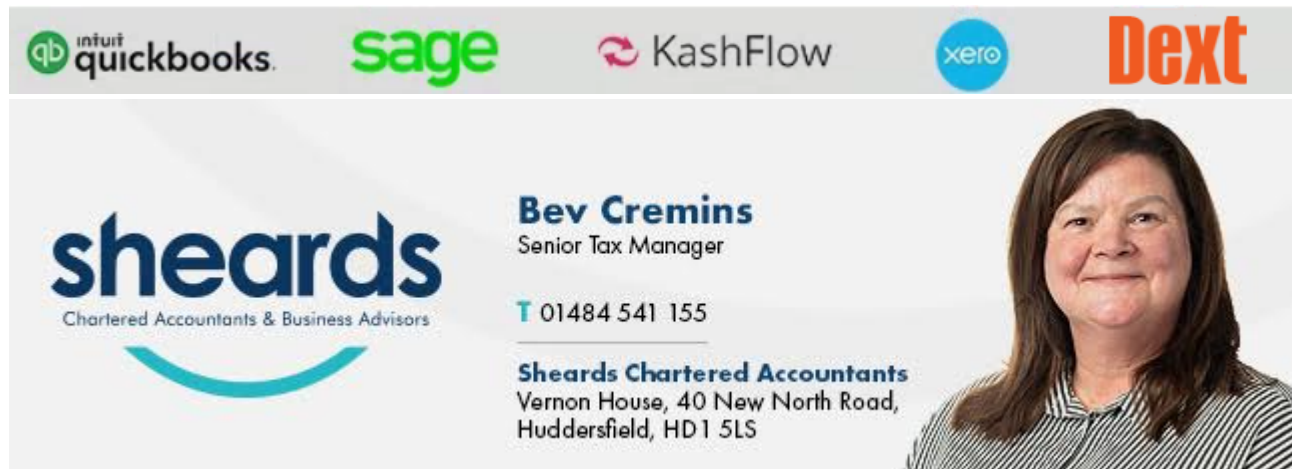 qb intuit quickbooks. sage KashFlow xero Dext
sheards
Chartered Accountants & Business Advisors
Bev Cremins
Senior Tax Manager
T 01484 541 155
Sheards Chartered Accountants
Vernon House, 40 New North Road,
Huddersfield, HD1 5LS